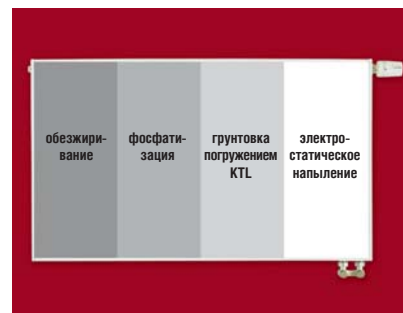 обезжири-
вание
фосфати-
зация
грунтовка
погружением
KTL
электро-
статическое
напыление